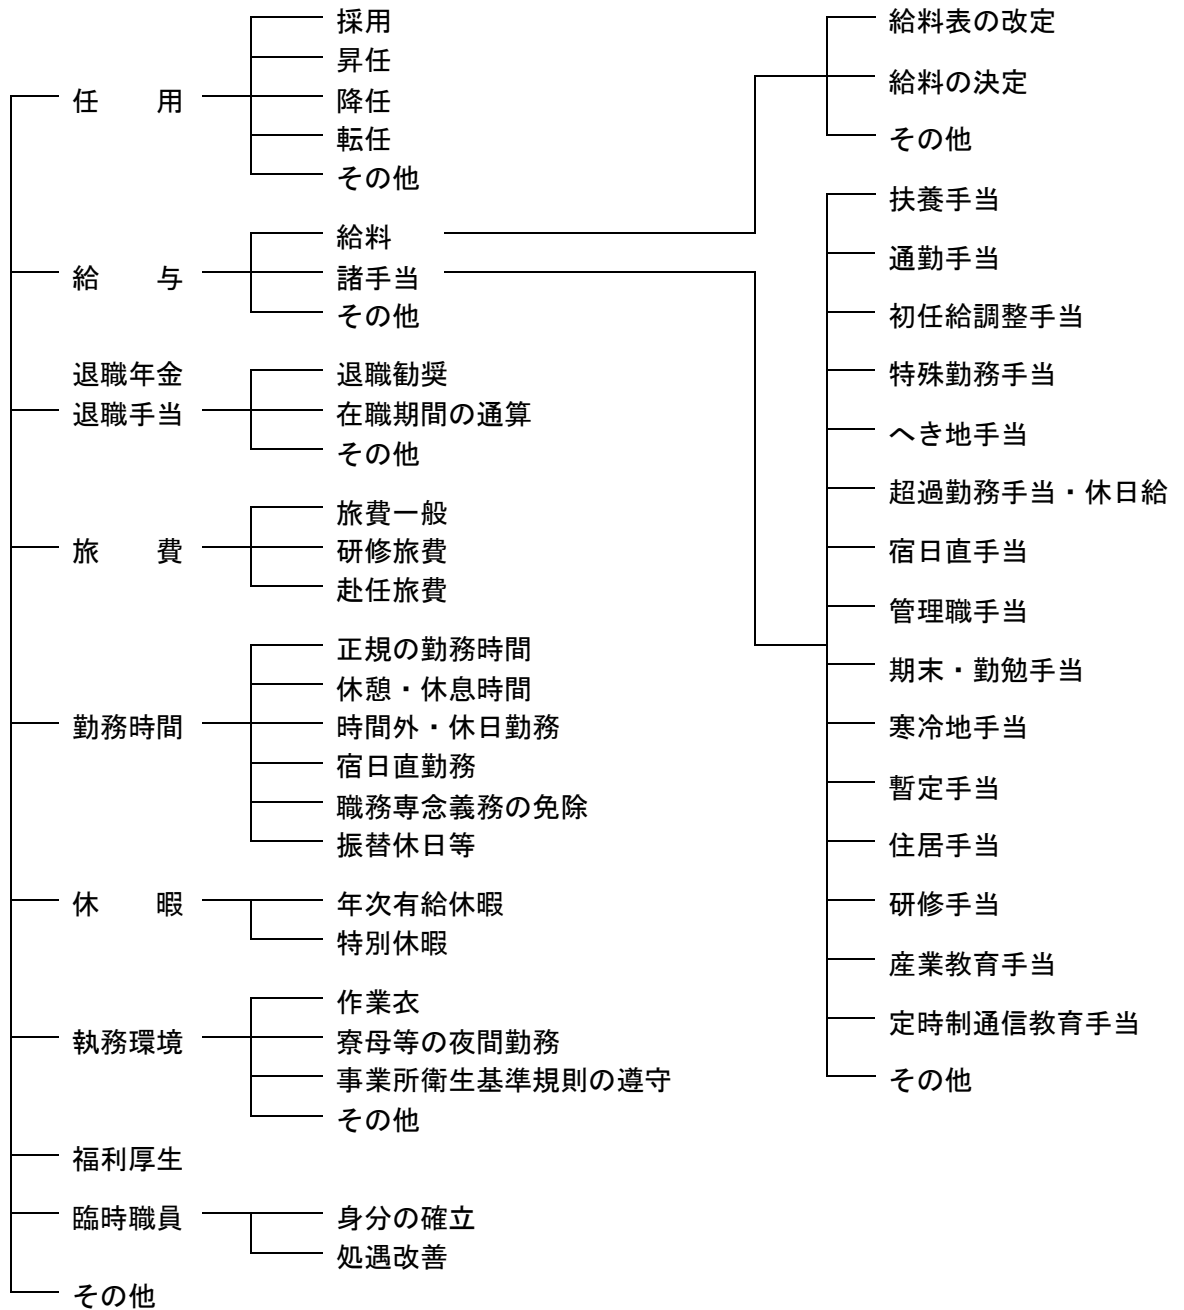 任　　用
採用
昇任
降任
転任
その他
給　　与
給料
給料表の改定
給料の決定
その他
諸手当
扶養手当
通勤手当
初任給調整手当
特殊勤務手当
へき地手当
超過勤務手当・休日給
宿日直手当
管理職手当
期末・勤勉手当
寒冷地手当
暫定手当
住居手当
研修手当
産業教育手当
定時制通信教育手当
その他
その他
退職年金
退職手当
退職勧奨
在職期間の通算
その他
旅　　費
旅費一般
研修旅費
赴任旅費
勤務時間
正規の勤務時間
休憩・休息時間
時間外・休日勤務
宿日直勤務
職務専念義務の免除
振替休日等
休　　暇
年次有給休暇
特別休暇
執務環境
作業衣
寮母等の夜間勤務
事業所衛生基準規則の遵守
その他
福利厚生
臨時職員
身分の確立
処遇改善
その他